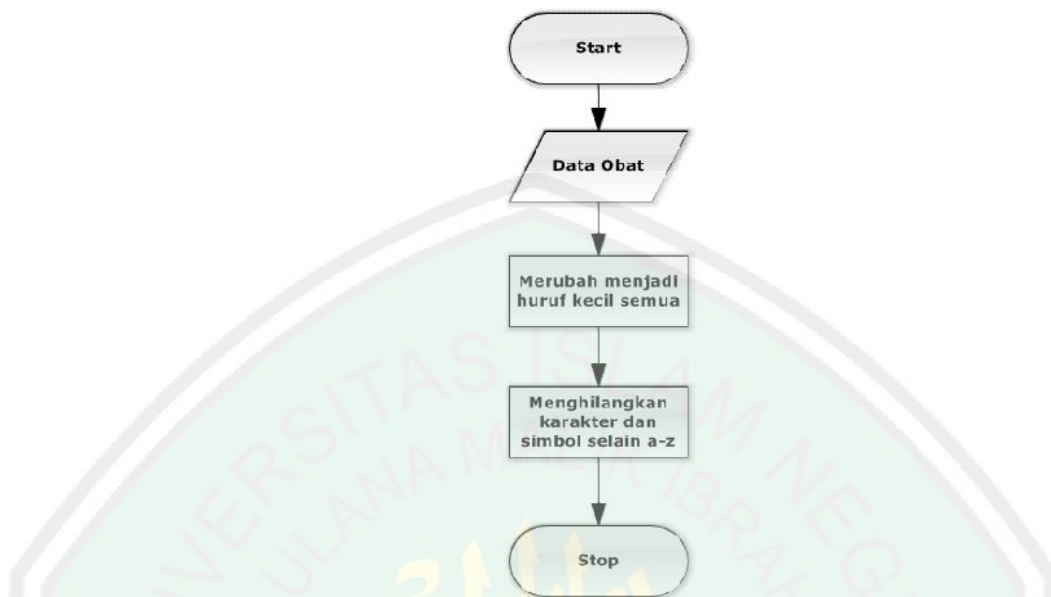 Start
Data Obat
Merubah menjadi
huruf kecil semua
Menghilangkan
karakter dan
simbol selain a-z
Stop